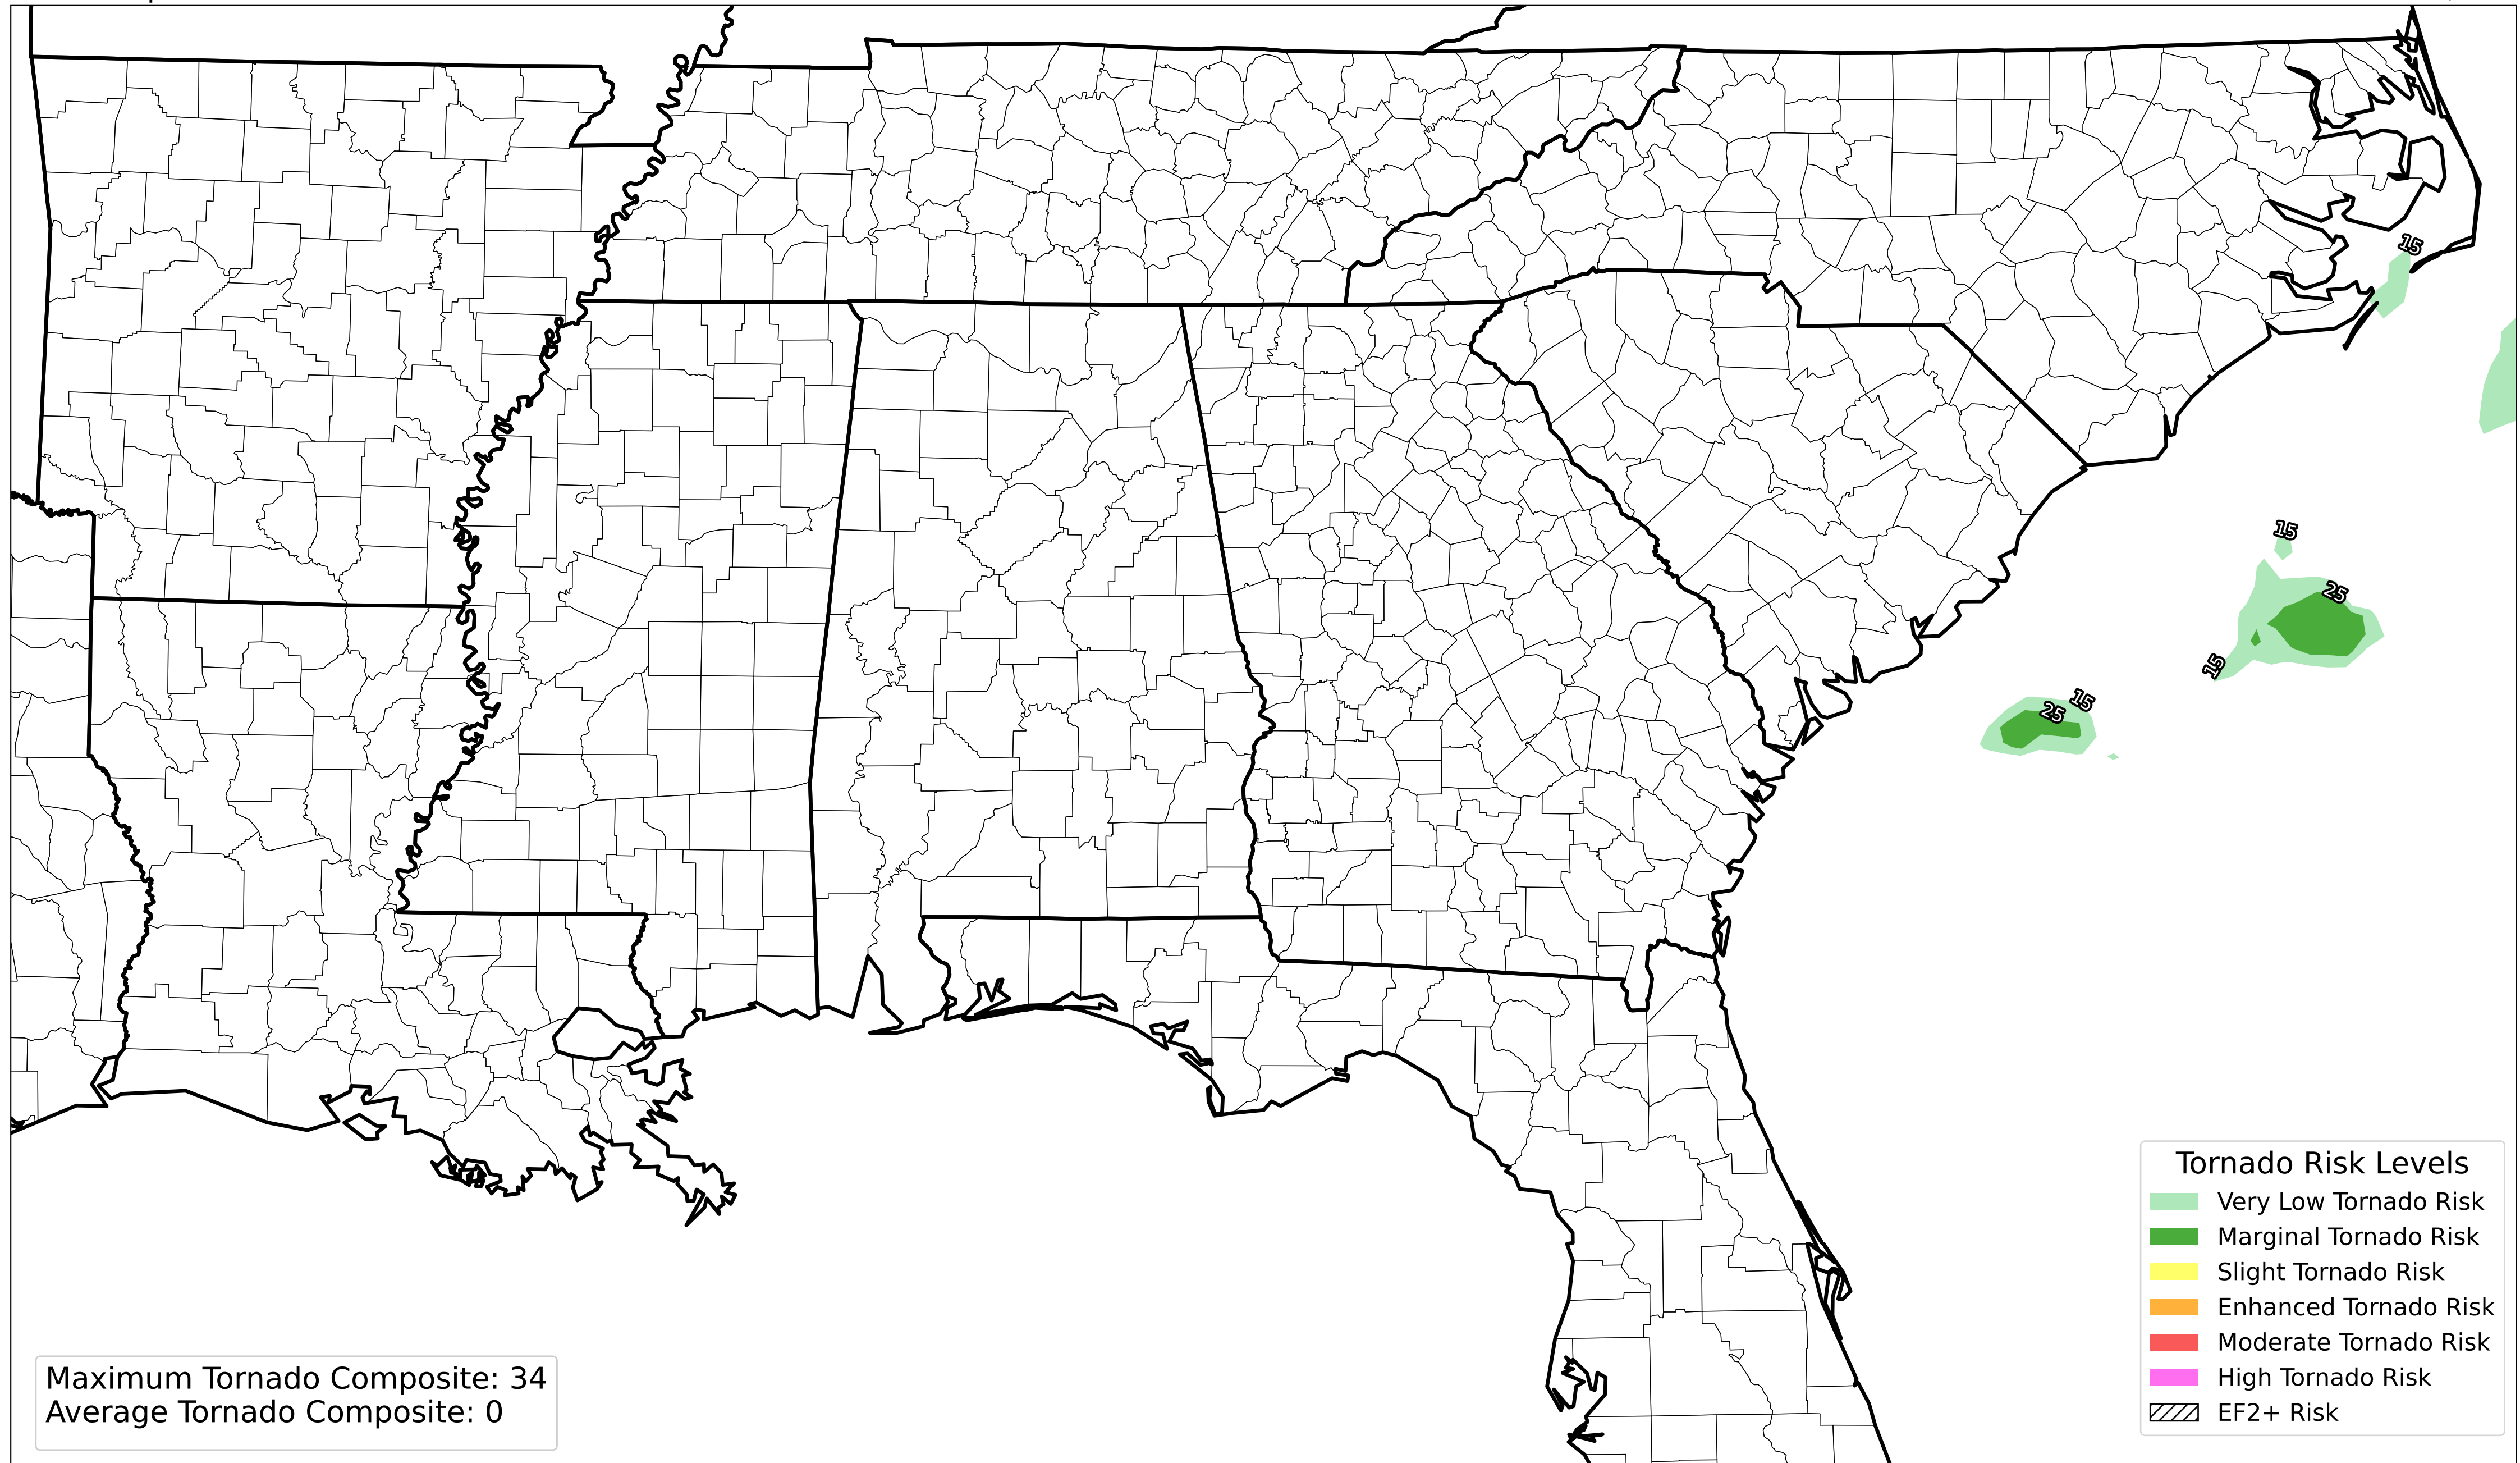 15
15
25
15
15
25
Tornado Risk Levels
Very Low Tornado Risk
Marginal Tornado Risk
Slight Tornado Risk
Enhanced Tornado Risk
Moderate Tornado Risk
High Tornado Risk
EF2+ Risk
Maximum Tornado Composite: 34
Average Tornado Composite: 0